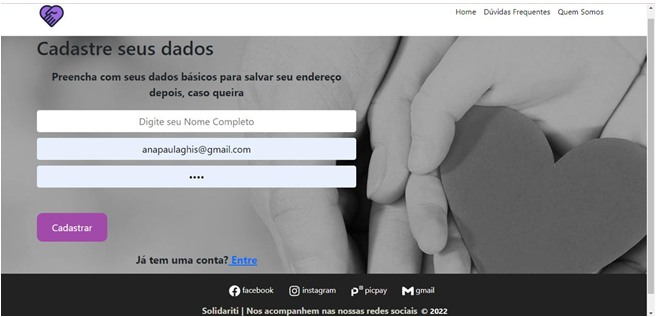 Home Dúvidas Frequentes Quem Somos
Cadastre seus dados
Preencha com seus dados básicos para salvar seu endereço
depois, caso queira
Digite seu Nome Completo
anapaulaghis@gmail.com
••••
Cadastrar
Já tem uma conta? Entre
facebook instagram picpay gmail
Solidariti | Nos acompanhem nas nossas redes sociais © 2022